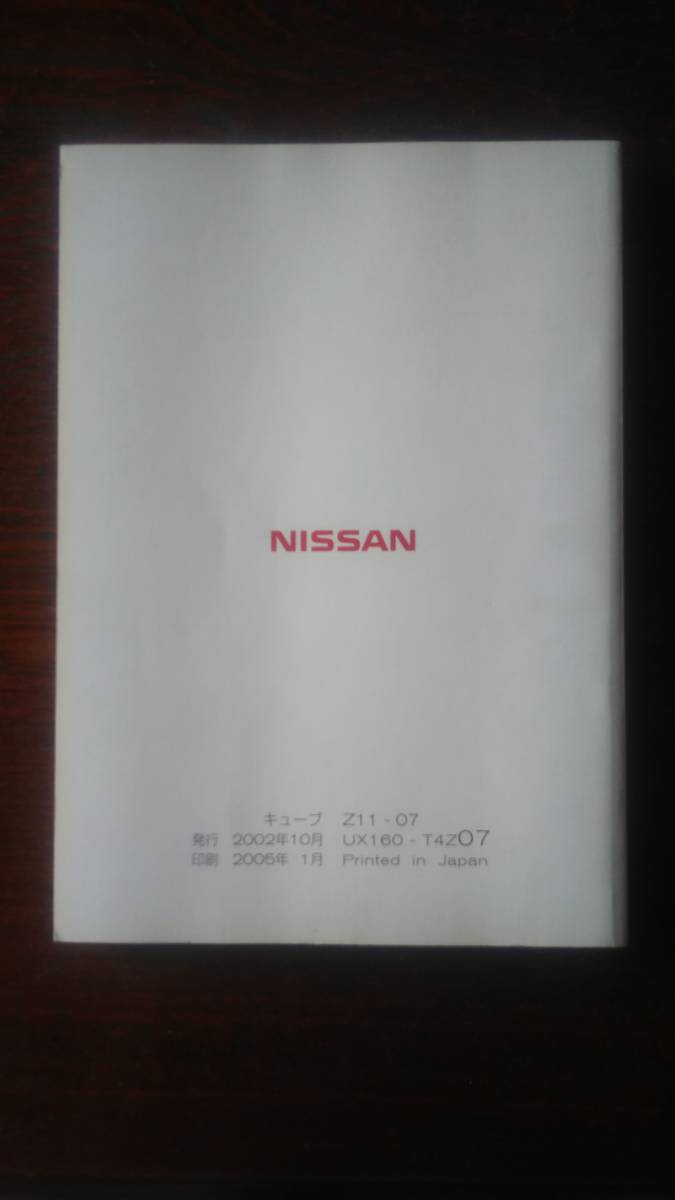 NISSAN
キューブ Z11 - 07
発行 2002年10月 UX160 - T4Z07
印刷 2005年 1月 Printed in Japan